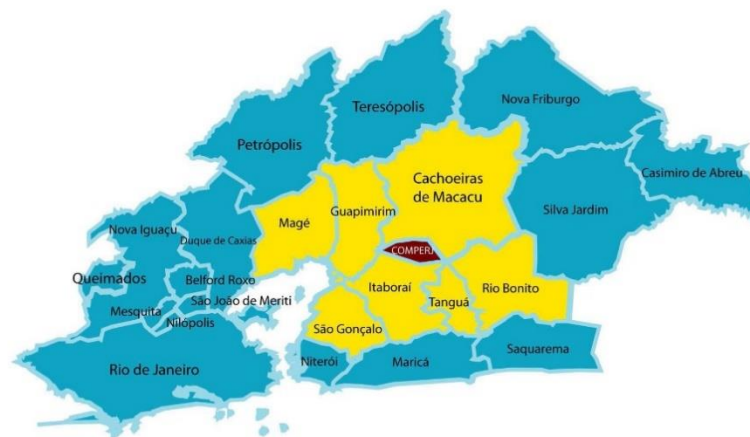 Teresópolis
Nova Friburgo
Petrópolis
Casimiro de Abreu
Cachoeiras
de Macacu
Guapimirim
Silva Jardim
Magé
Nova Iguaçu
Duque de Caxias
COMPERJ
Queimados
Belford Roxo
Itaboraí
Rio Bonito
São João de Meriti
Tanguá
Mesquita
Nilópolis
São Gonçalo
Saquarema
Niterói
Maricá
Rio de Janeiro